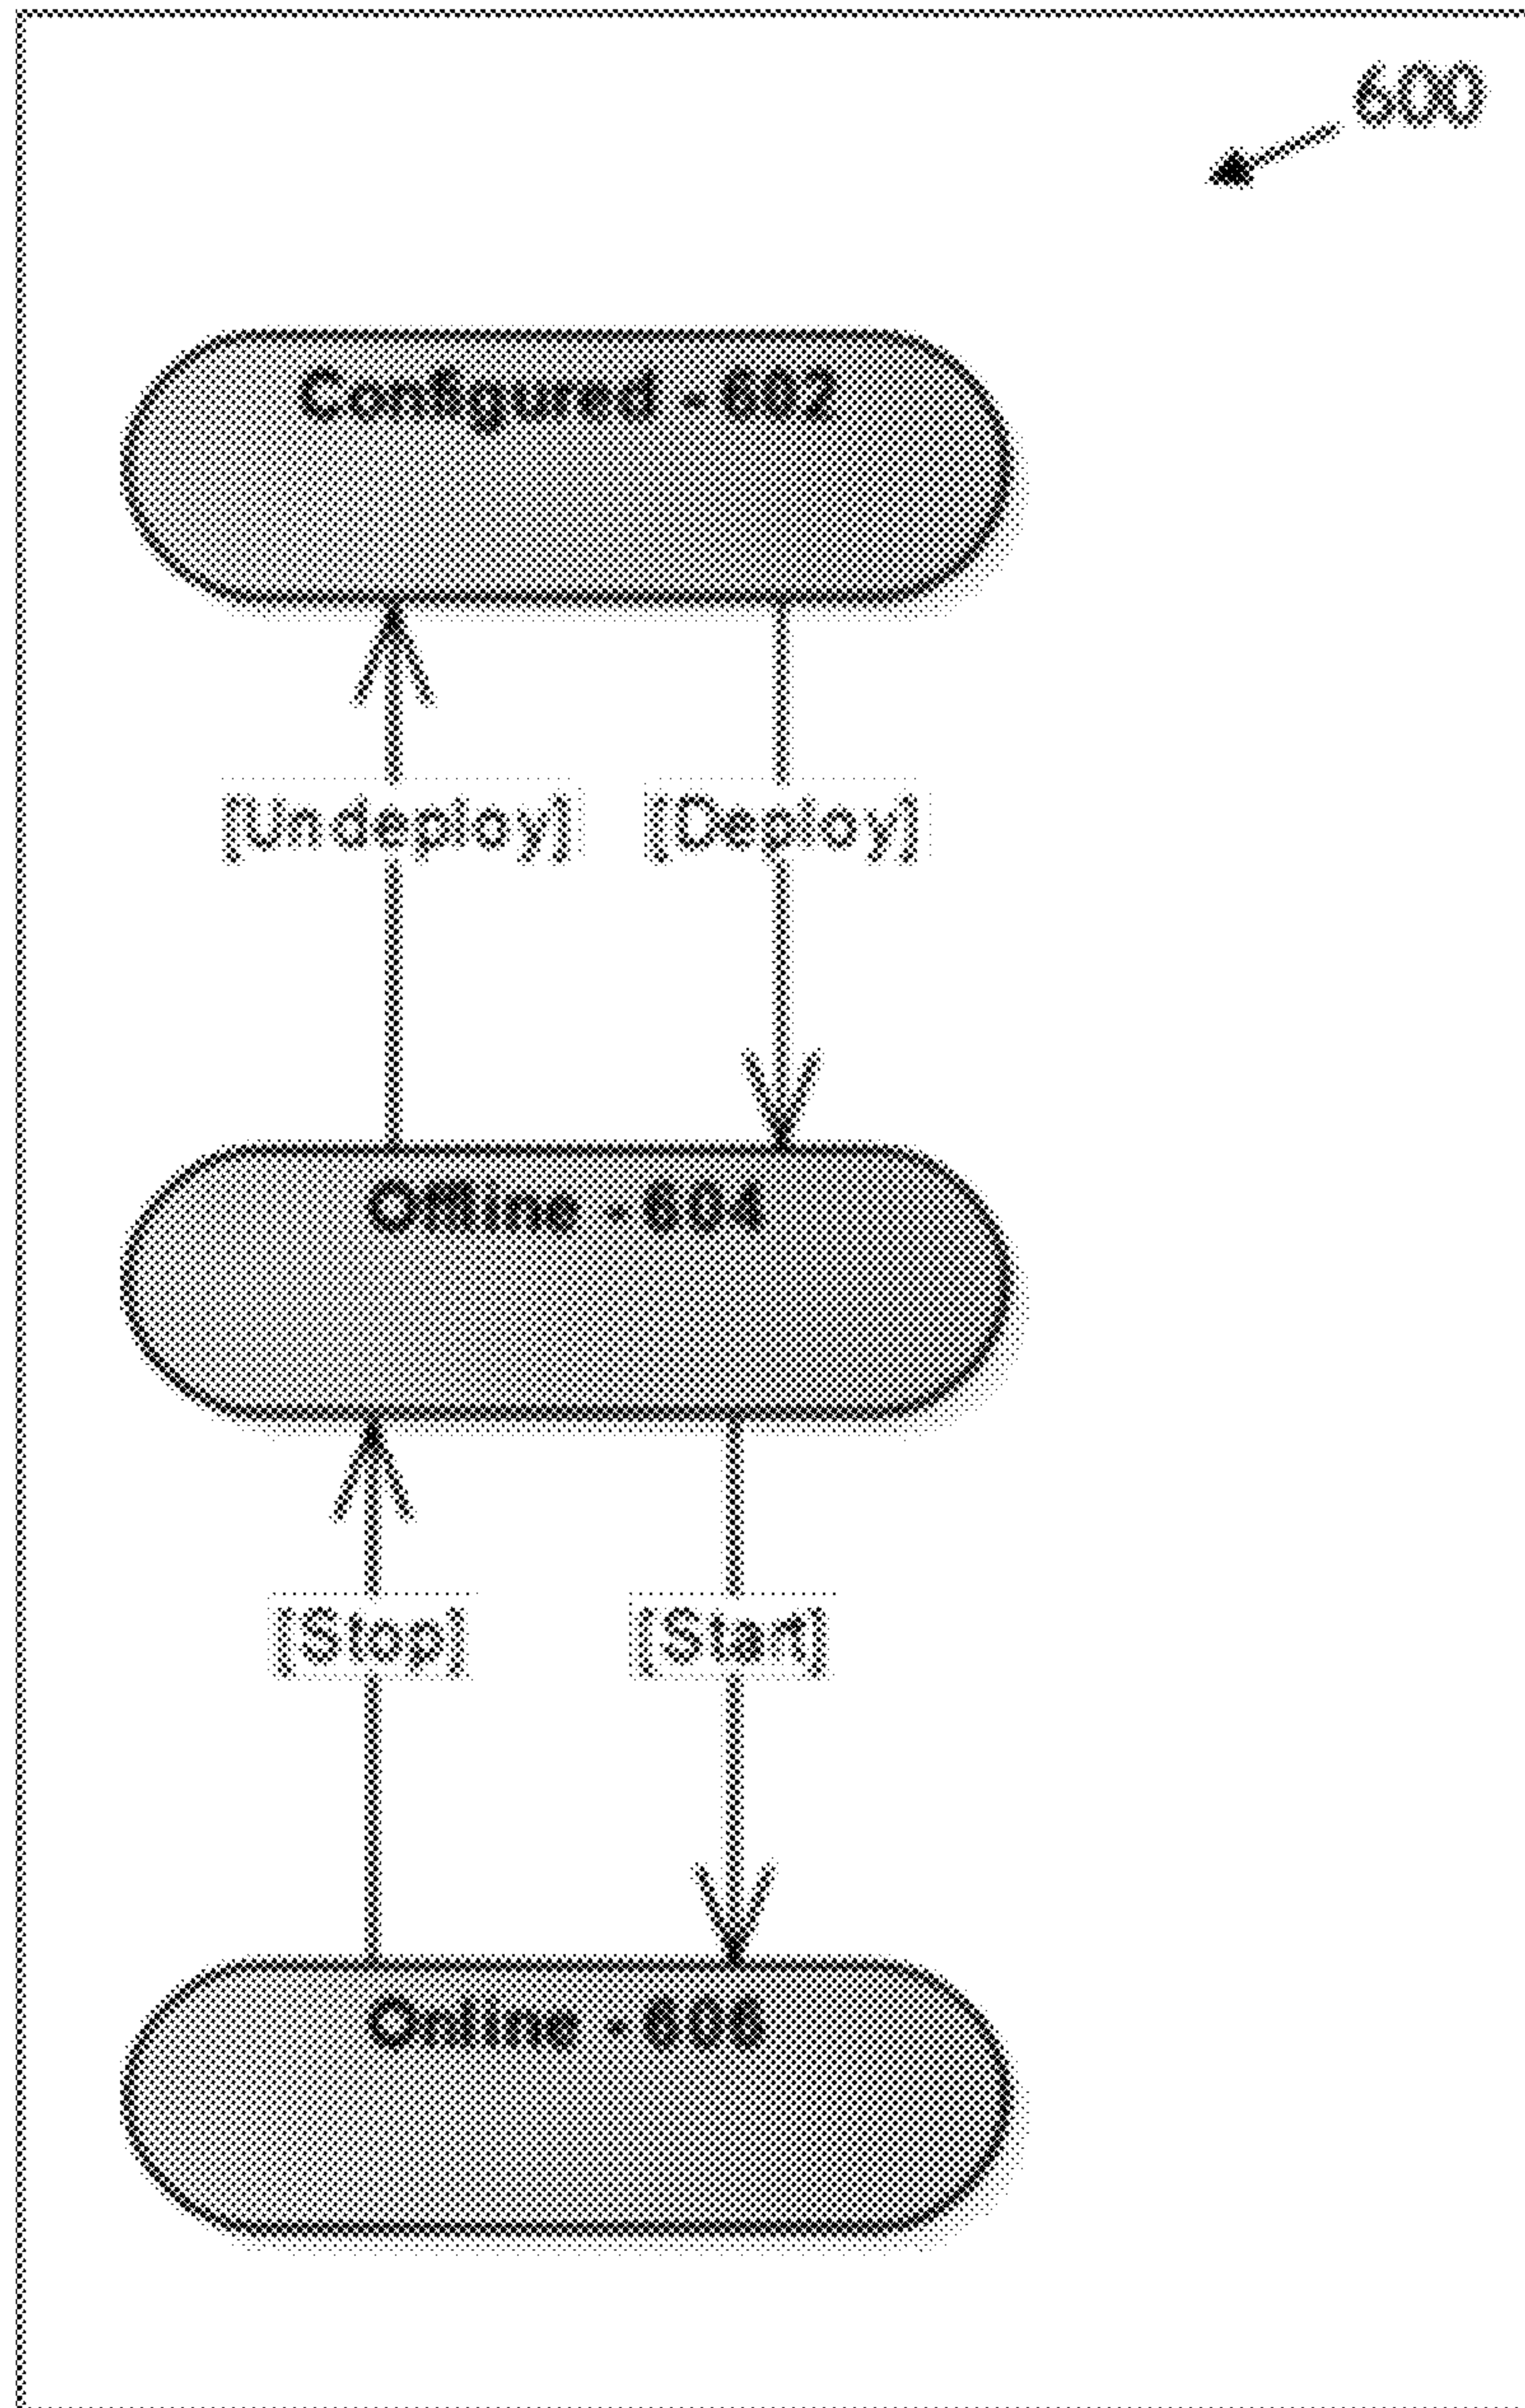 600
Configured - 602
[Undeploy] [Deploy]
Offline - 604
[Stop] [Start]
Online - 606